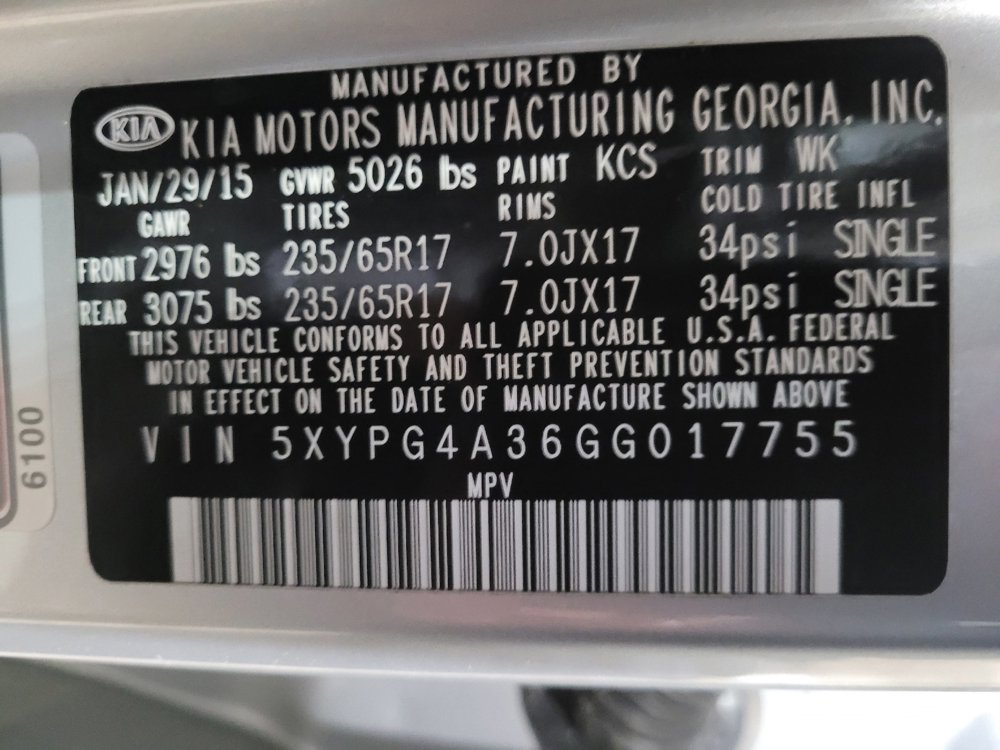 MANUFACTURED BY
KIA KIA MOTORS MANUFACTURING GEORGIA, INC.
JAN/29/15 GVWR 5026 lbs PAINT KCS TRIM WK
GAWR TIRES RIMS COLD TIRE INFL
FRONT 2976 lbs 235/65R17 7.0JX17 34psi SINGLE
REAR 3075 lbs 235/65R17 7.0JX17 34psi SINGLE
THIS VEHICLE CONFORMS TO ALL APPLICABLE U.S.A. FEDERAL
MOTOR VEHICLE SAFETY AND THEFT PREVENTION STANDARDS
IN EFFECT ON THE DATE OF MANUFACTURE SHOWN ABOVE
VIN 5XYPG4A36GG017755
MPV
6100